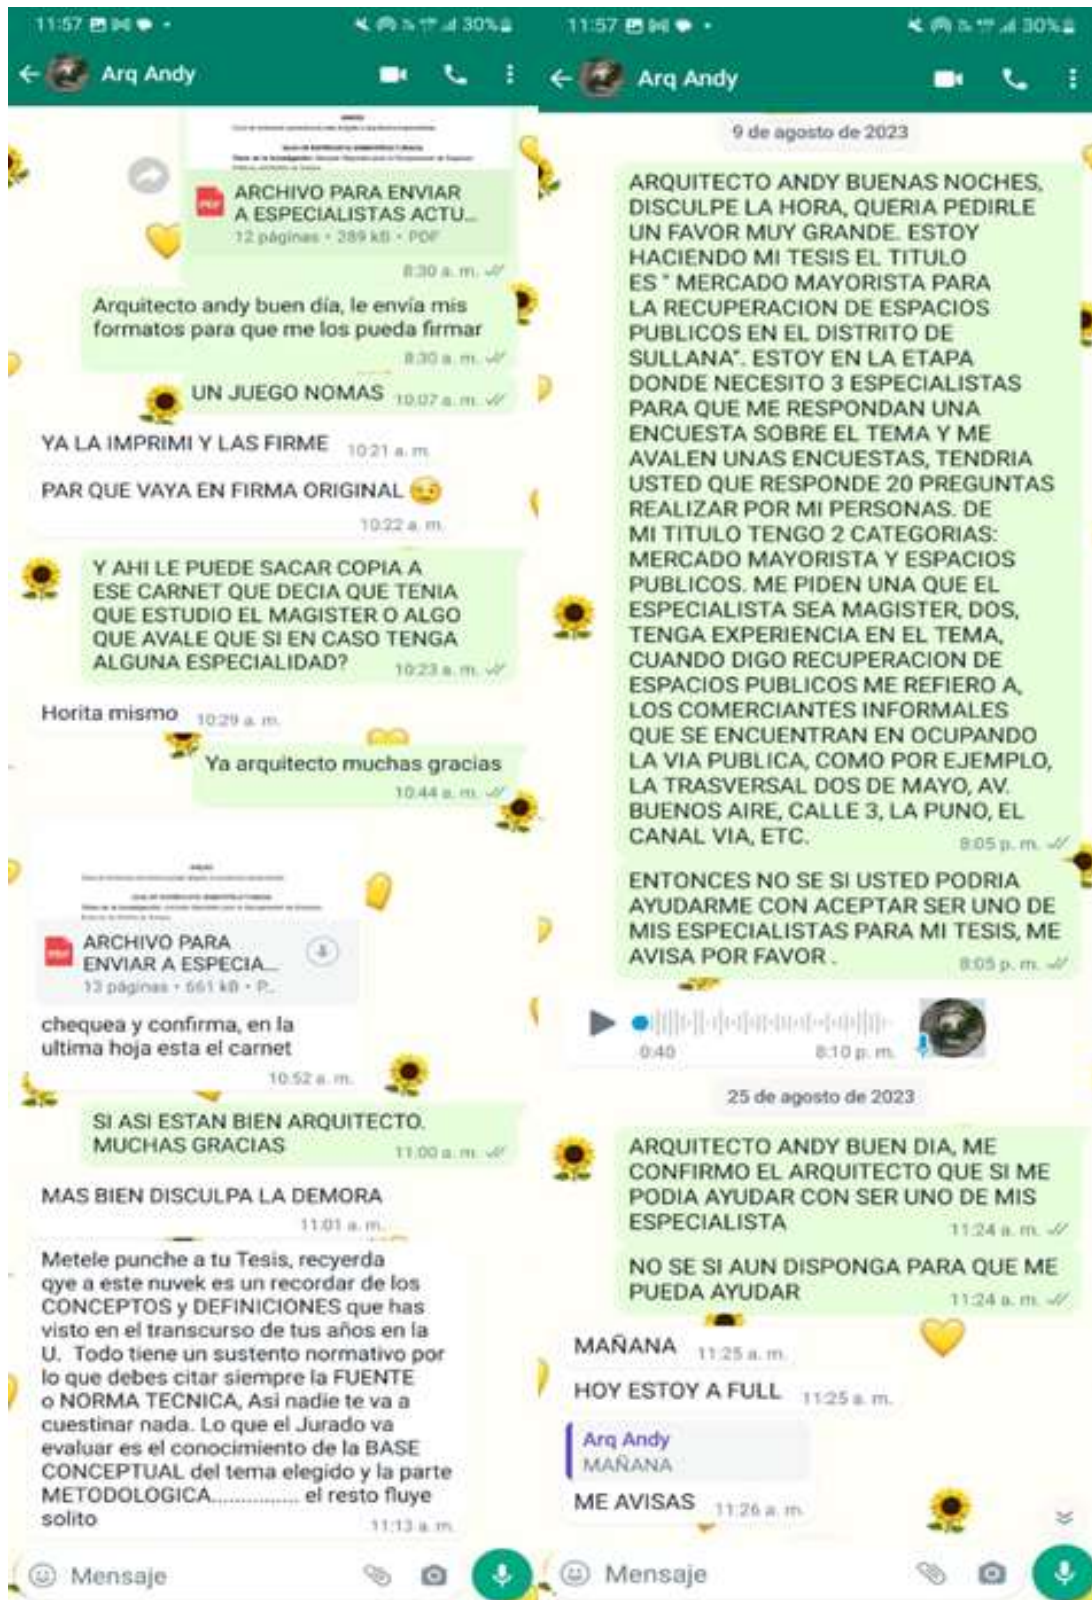 11:57
30%
Arq Andy
ARCHIVO PARA ENVIAR
A ESPECIALISTAS ACTU...
12 páginas • 289 kB • PDF
8:30 a. m.
Arquitecto andy buen día, le envía mis
formatos para que me los pueda firmar
8:30 a. m.
UN JUEGO NOMAS 10:07 a. m.
YA LA IMPRIMI Y LAS FIRME 10:21 a. m.
PAR QUE VAYA EN FIRMA ORIGINAL
10:22 a. m.
Y AHI LE PUEDE SACAR COPIA A
ESE CARNET QUE DECIA QUE TENIA
QUE ESTUDIO EL MAGISTER O ALGO
QUE AVALE QUE SI EN CASO TENGA
ALGUNA ESPECIALIDAD? 10:23 a. m.
Horita mismo 10:29 a. m.
Ya arquitecto muchas gracias
10:44 a. m.
ARCHIVO PARA
ENVIAR A ESPECIA...
13 páginas • 661 kB • P..
chequea y confirma, en la
ultima hoja esta el carnet
10:52 a. m.
SI ASI ESTAN BIEN ARQUITECTO.
MUCHAS GRACIAS 11:00 a. m.
MAS BIEN DISCULPA LA DEMORA
11:01 a. m.
Metele punche a tu Tesis, recyerda
qye a este nuvek es un recordar de los
CONCEPTOS y DEFINICIONES que has
visto en el transcurso de tus años en la
U. Todo tiene un sustento normativo por
lo que debes citar siempre la FUENTE
o NORMA TECNICA, Asi nadie te va a
cuestinar nada. Lo que el Jurado va
evaluar es el conocimiento de la BASE
CONCEPTUAL del tema elegido y la parte
METODOLOGICA................ el resto fluye
solito 11:13 a. m.
Mensaje
11:57
30%
Arq Andy
9 de agosto de 2023
ARQUITECTO ANDY BUENAS NOCHES,
DISCULPE LA HORA, QUERIA PEDIRLE
UN FAVOR MUY GRANDE. ESTOY
HACIENDO MI TESIS EL TITULO
ES " MERCADO MAYORISTA PARA
LA RECUPERACION DE ESPACIOS
PUBLICOS EN EL DISTRITO DE
SULLANA". ESTOY EN LA ETAPA
DONDE NECESITO 3 ESPECIALISTAS
PARA QUE ME RESPONDAN UNA
ENCUESTA SOBRE EL TEMA Y ME
AVALEN UNAS ENCUESTAS, TENDRIA
USTED QUE RESPONDE 20 PREGUNTAS
REALIZAR POR MI PERSONAS. DE
MI TITULO TENGO 2 CATEGORIAS:
MERCADO MAYORISTA Y ESPACIOS
PUBLICOS. ME PIDEN UNA QUE EL
ESPECIALISTA SEA MAGISTER, DOS,
TENGA EXPERIENCIA EN EL TEMA,
CUANDO DIGO RECUPERACION DE
ESPACIOS PUBLICOS ME REFIERO A,
LOS COMERCIANTES INFORMALES
QUE SE ENCUENTRAN EN OCUPANDO
LA VIA PUBLICA, COMO POR EJEMPLO,
LA TRASVERSAL DOS DE MAYO, AV.
BUENOS AIRE, CALLE 3, LA PUNO, EL
CANAL VIA, ETC. 8:05 p. m.
ENTONCES NO SE SI USTED PODRIA
AYUDARME CON ACEPTAR SER UNO DE
MIS ESPECIALISTAS PARA MI TESIS, ME
AVISA POR FAVOR . 8:05 p. m.
0:40 8:10 p. m.
25 de agosto de 2023
ARQUITECTO ANDY BUEN DIA, ME
CONFIRMO EL ARQUITECTO QUE SI ME
PODIA AYUDAR CON SER UNO DE MIS
ESPECIALISTA 11:24 a. m.
NO SE SI AUN DISPONGA PARA QUE ME
PUEDA AYUDAR 11:24 a. m.
MAÑANA 11:25 a. m.
HOY ESTOY A FULL 11:25 a. m.
Arq Andy
MAÑANA
ME AVISAS 11:26 a. m.
Mensaje